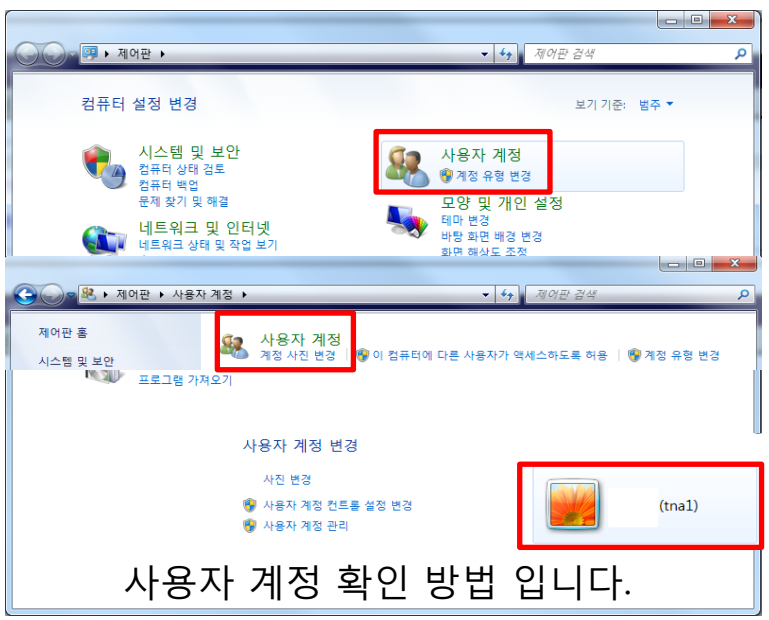 제어판
제어판 검색
컴퓨터 설정 변경
보기 기준: 범주
시스템 및 보안
컴퓨터 상태 검토
컴퓨터 백업
문제 찾기 및 해결
네트워크 및 인터넷
네트워크 상태 및 작업 보기
사용자 계정
계정 유형 변경
모양 및 개인 설정
테마 변경
바탕 화면 배경 변경
화면 해상도 조정
제어판 사용자 계정
제어판 검색
제어판 홈
시스템 및 보안
사용자 계정
계정 사진 변경 이 컴퓨터에 다른 사용자가 액세스하도록 허용 계정 유형 변경
프로그램 가져오기
사용자 계정 변경
사진 변경
사용자 계정 컨트롤 설정 변경
사용자 계정 관리
(tna1)
사용자 계정 확인 방법 입니다.